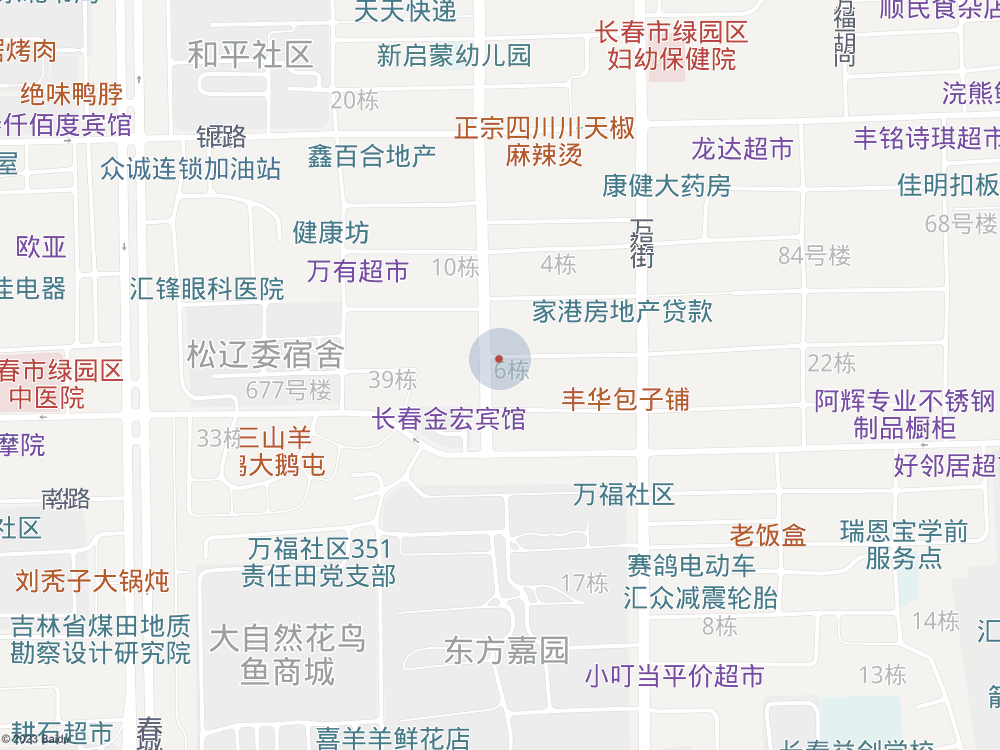 天天快递
顺民食杂店
万福胡
长春市绿园区
妇幼保健院
烤肉
和平社区
新启蒙幼儿园
绝味鸭脖
20栋
浣熊
仟佰度宾馆
正宗四川川天椒
麻辣烫
路
龙达超市
丰铭诗琪超市
众诚连锁加油站
鑫百合地产
屋
康健大药房
佳明扣板
68号楼
健康坊
万福街
欧亚
万有超市
10栋
4栋
84号楼
佳电器
汇锋眼科医院
家港房地产贷款
松辽委宿舍
6栋
22栋
春市绿园区
中医院
677号楼
39栋
丰华包子铺
阿辉专业不锈钢
制品橱柜
长春金宏宾馆
33栋
三山羊
大鹅屯
摩院
好邻居超
南
路
万福社区
社区
老饭盒
瑞恩宝学前
服务点
万福社区351
责任田党支部
赛鸽电动车
刘秃子大锅炖
17栋
汇众减震轮胎
吉林省煤田地质
勘察设计研究院
大自然花鸟
鱼商城
东方嘉园
8栋
14栋
汇
小叮当平价超市
13栋
箭
耕石超市
春城
喜羊羊鲜花店
长春益剑学校
© 2023 Baidu